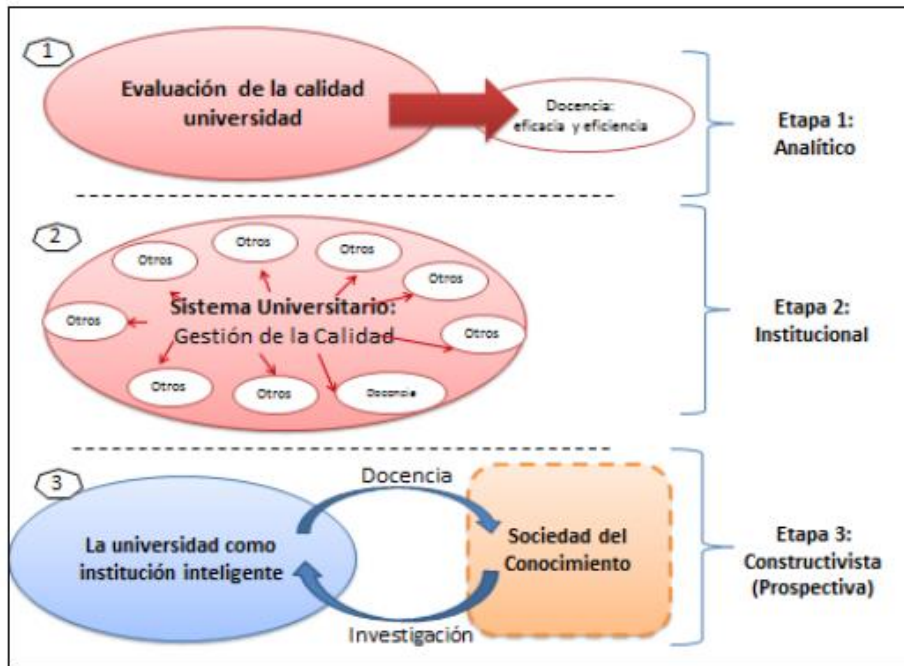 1
Evaluación de la calidad
universidad
Docencia:
eficacia y eficiencia
Etapa 1:
Analítico
2
Otros
Otros
Otros
Otros
Otros
Otros
Sistema Universitario:
Gestión de la Calidad
Otros
Otros
Docencia
Etapa 2:
Institucional
3
Docencia
La universidad como
institución inteligente
Sociedad del
Conocimiento
Investigación
Etapa 3:
Constructivista
(Prospectiva)